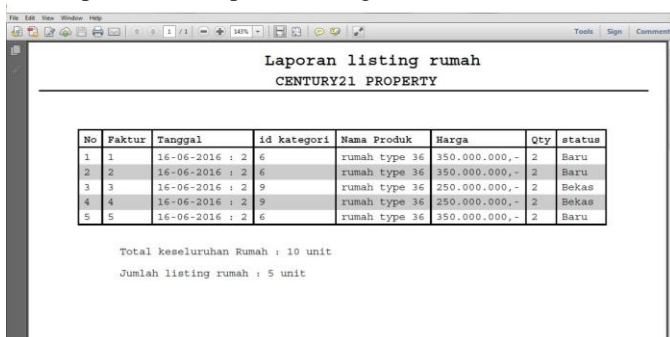 File Edit View Window Help
1 / 1 143% Tools Sign Comment
Laporan listing rumah
CENTURY21 PROPERTY
No Faktur Tanggal id kategori Nama Produk Harga Qty status
1 1 16-06-2016 : 2 6 rumah type 36 350.000.000,- 2 Baru
2 2 16-06-2016 : 2 6 rumah type 36 350.000.000,- 2 Baru
3 3 16-06-2016 : 2 9 rumah type 36 250.000.000,- 2 Bekas
4 4 16-06-2016 : 2 9 rumah type 36 250.000.000,- 2 Bekas
5 5 16-06-2016 : 2 6 rumah type 36 350.000.000,- 2 Baru
Total keseluruhan Rumah : 10 unit
Jumlah listing rumah : 5 unit